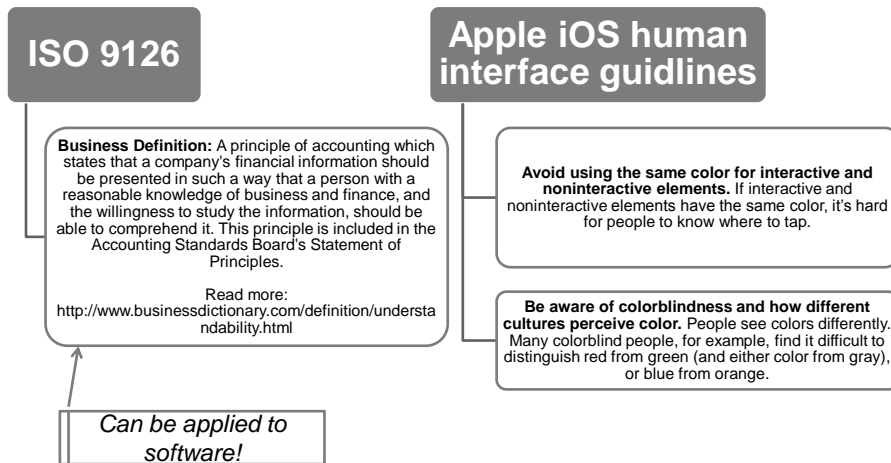 ISO 9126
Business Definition: A principle of accounting which
states that a company's financial information should
be presented in such a way that a person with a
reasonable knowledge of business and finance, and
the willingness to study the information, should be
able to comprehend it. This principle is included in the
Accounting Standards Board's Statement of
Principles.
Read more:
http://www.businessdictionary.com/definition/understa
ndability.html
Can be applied to
software!
Apple iOS human
interface guidlines
Avoid using the same color for interactive and
noninteractive elements. If interactive and
noninteractive elements have the same color, it's hard
for people to know where to tap.
Be aware of colorblindness and how different
cultures perceive color. People see colors differently.
Many colorblind people, for example, find it difficult to
distinguish red from green (and either color from gray),
or blue from orange.